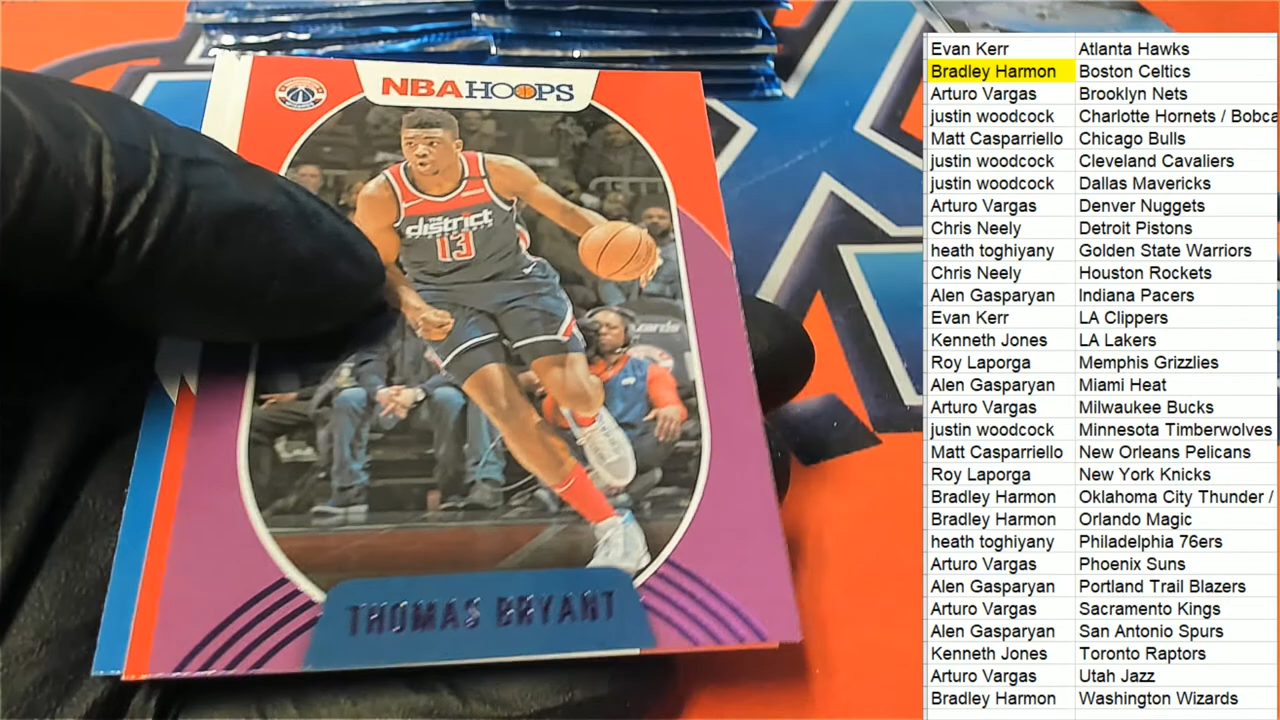 NBA HOOPS
the
district
13
THOMAS BRYANT
Evan Kerr Atlanta Hawks
Bradley Harmon Boston Celtics
Arturo Vargas Brooklyn Nets
justin woodcock Charlotte Hornets / Bobca
Matt Casparriello Chicago Bulls
justin woodcock Cleveland Cavaliers
justin woodcock Dallas Mavericks
Arturo Vargas Denver Nuggets
Chris Neely Detroit Pistons
heath toghiyany Golden State Warriors
Chris Neely Houston Rockets
Alen Gasparyan Indiana Pacers
Evan Kerr LA Clippers
Kenneth Jones LA Lakers
Roy Laporga Memphis Grizzlies
Alen Gasparyan Miami Heat
Arturo Vargas Milwaukee Bucks
justin woodcock Minnesota Timberwolves
Matt Casparriello New Orleans Pelicans
Roy Laporga New York Knicks
Bradley Harmon Oklahoma City Thunder /
Bradley Harmon Orlando Magic
heath toghiyany Philadelphia 76ers
Arturo Vargas Phoenix Suns
Alen Gasparyan Portland Trail Blazers
Arturo Vargas Sacramento Kings
Alen Gasparyan San Antonio Spurs
Kenneth Jones Toronto Raptors
Arturo Vargas Utah Jazz
Bradley Harmon Washington Wizards